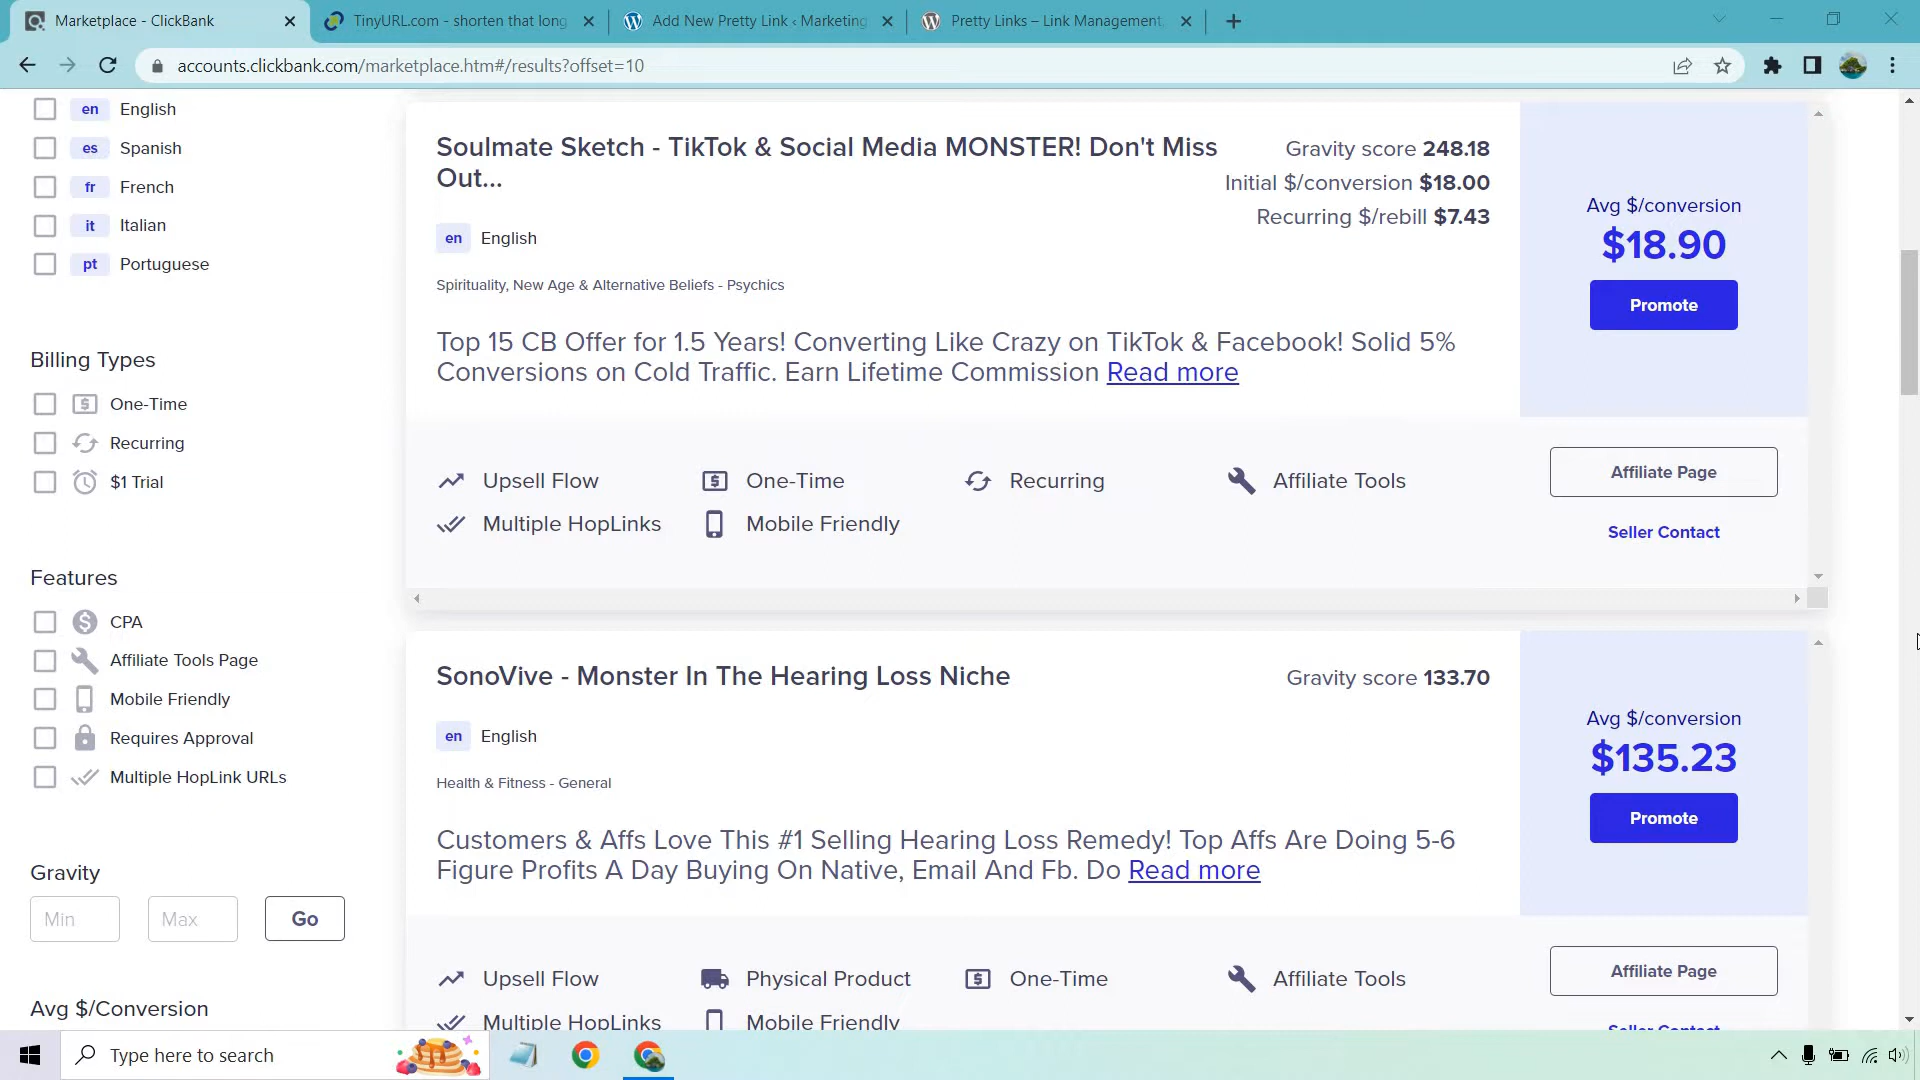 Marketplace - ClickBank
TinyURL.com - shorten that long
Add New Pretty Link ‹ Marketing
Pretty Links – Link Management,
accounts.clickbank.com/marketplace.htm#/results?offset=10
en English
es Spanish
fr French
it Italian
pt Portuguese
Billing Types
One-Time
Recurring
$1 Trial
Features
CPA
Affiliate Tools Page
Mobile Friendly
Requires Approval
Multiple HopLink URLs
Gravity
Min Max Go
Avg $/Conversion
Soulmate Sketch - TikTok & Social Media MONSTER! Don't Miss
Out...
Gravity score 248.18
Initial $/conversion $18.00
Recurring $/rebill $7.43
en English
Spirituality, New Age & Alternative Beliefs - Psychics
Top 15 CB Offer for 1.5 Years! Converting Like Crazy on TikTok & Facebook! Solid 5%
Conversions on Cold Traffic. Earn Lifetime Commission Read more
Avg $/conversion
$18.90
Promote
Upsell Flow One-Time Recurring Affiliate Tools
Multiple HopLinks Mobile Friendly
Affiliate Page
Seller Contact
SonoVive - Monster In The Hearing Loss Niche
Gravity score 133.70
en English
Health & Fitness - General
Customers & Affs Love This #1 Selling Hearing Loss Remedy! Top Affs Are Doing 5-6
Figure Profits A Day Buying On Native, Email And Fb. Do Read more
Avg $/conversion
$135.23
Promote
Upsell Flow Physical Product One-Time Affiliate Tools
Multiple HopLinks Mobile Friendly
Affiliate Page
Seller Contact
Type here to search